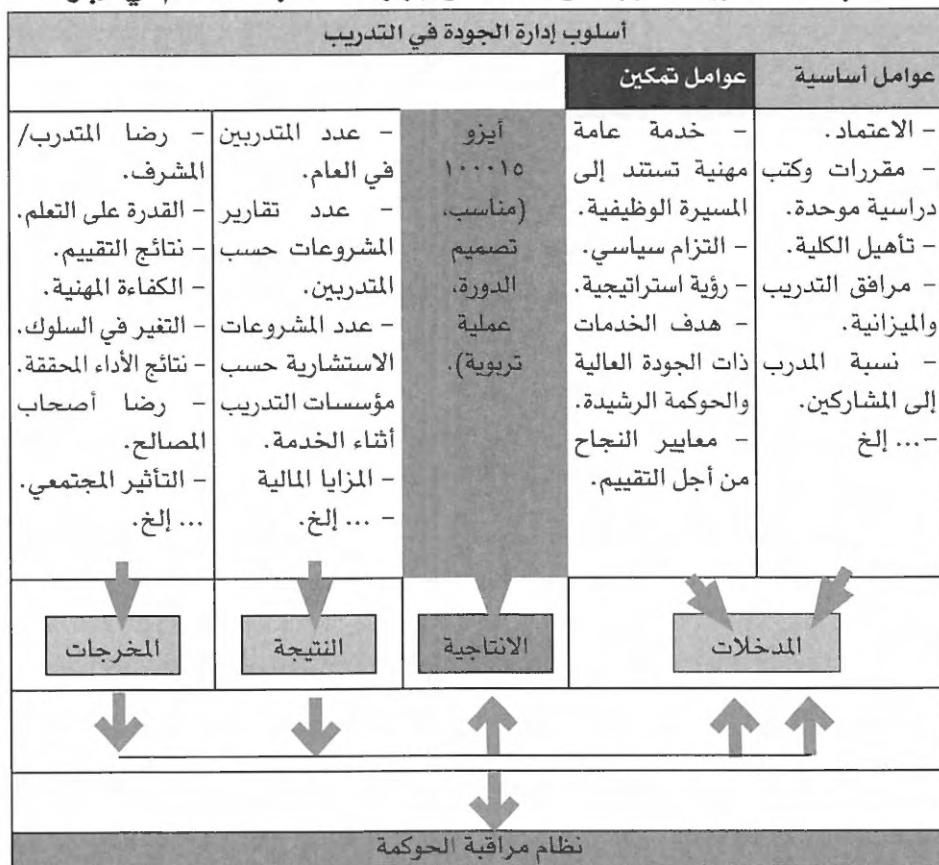 أسلوب إدارة الجودة في التدريب
عوامل أساسية
عوامل تمكين
– الاعتماد.
– مقررات وكتب
دراسية موحدة.
– تأهيل الكلية.
– مرافق التدريب
والميزانية.
– نسبة المدرب
إلى المشاركين.
–... إلخ
– خدمة عامة
مهنية تستند إلى
المسيرة الوظيفية.
– التزام سياسي.
– رؤية استراتيجية.
– هدف الخدمات
ذات الجودة العالية
والحوكمة الرشيدة.
– معايير النجاح
من أجل التقييم.
أيزو
١٠٠٠١٥
(مناسب،
تصميم
الدورة،
عملية
تربوية).
– عدد المتدربين
في العام.
– عدد تقارير
المشروعات حسب
المتدربين.
– عدد المشروعات
الاستشارية حسب
مؤسسات التدريب
أثناء الخدمة.
– المزايا المالية
– ... إلخ.
– رضا المتدرب/
المشرف.
– القدرة على التعلم.
– نتائج التقييم.
– الكفاءة المهنية.
– التغير في السلوك.
– نتائج الأداء المحققة.
– رضا أصحاب
المصالح.
– التأثير المجتمعي.
... إلخ.
المدخلات
الانتاجية
النتيجة
المخرجات
نظام مراقبة الحوكمة